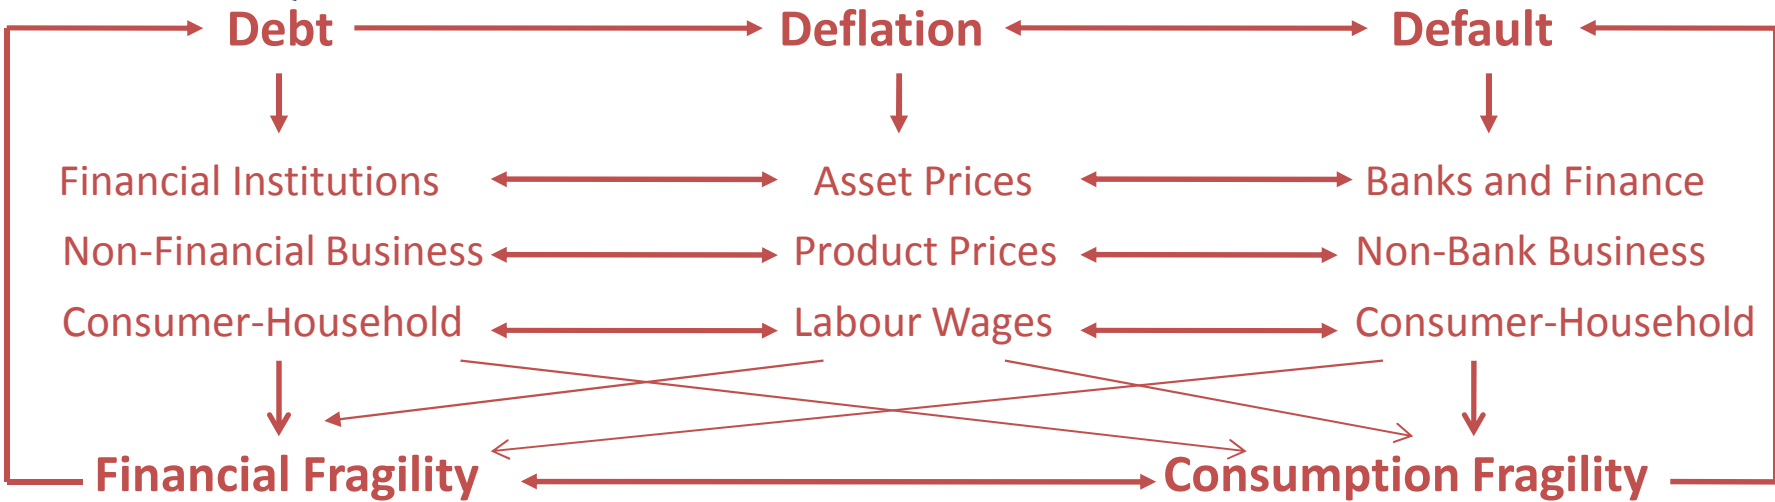 Debt Deflation Default
Financial Institutions Asset Prices Banks and Finance
Non-Financial Business Product Prices Non-Bank Business
Consumer-Household Labour Wages Consumer-Household
Financial Fragility Consumption Fragility